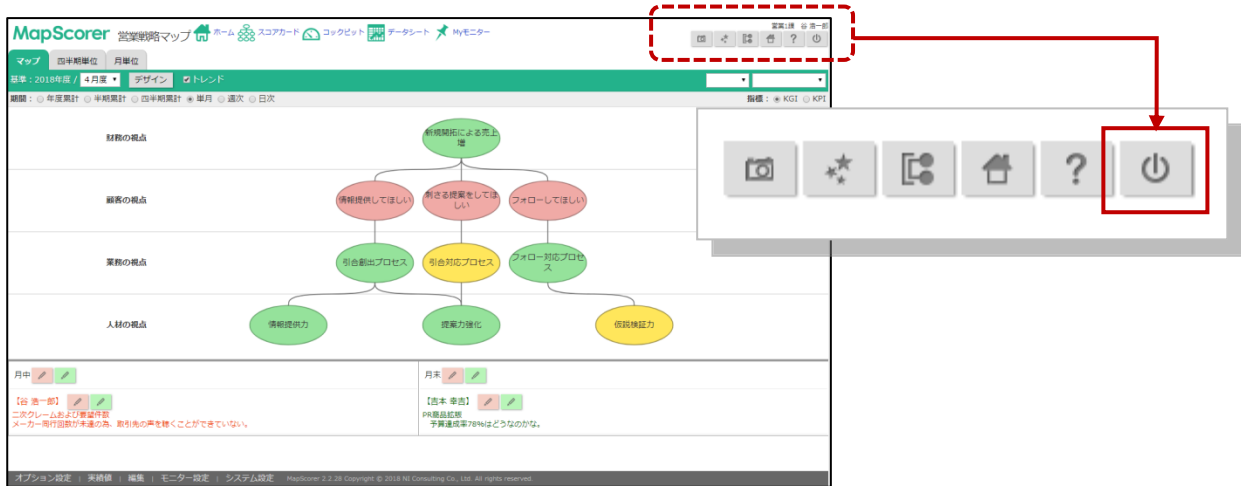 MapScorer 営業戦略マップ ホーム スコアカード コックピット データシート Myモニター
営業1課 谷 浩一郎
マップ 四半期単位 月単位
基準：2018年度 / 4月度 デザイン トレンド
期間： 年度累計 半期累計 四半期累計 単月 週次 日次
指標： KGI KPI
財務の視点
新規開拓による売上
増
顧客の視点
情報提供してほしい
刺さる提案をしてほ
しい
フォローしてほしい
業務の視点
引合創出プロセス
引合対応プロセス
フォロー対応プロセ
ス
人材の視点
情報提供力
提案力強化
仮説検証力
月中
月末
【谷 浩一郎】
二次クレームおよび要望件数
メーカー同行回数が未達の為、取引先の声を聴くことができていない。
【吉本 幸吉】
PR商品拡販
予算達成率78%はどうなのかな。
オプション設定 | 実績値 | 編集 | モニター設定 | システム設定 MapScorer 2.2.28 Copyright © 2018 NI Consulting Co., Ltd. All rights reserved.